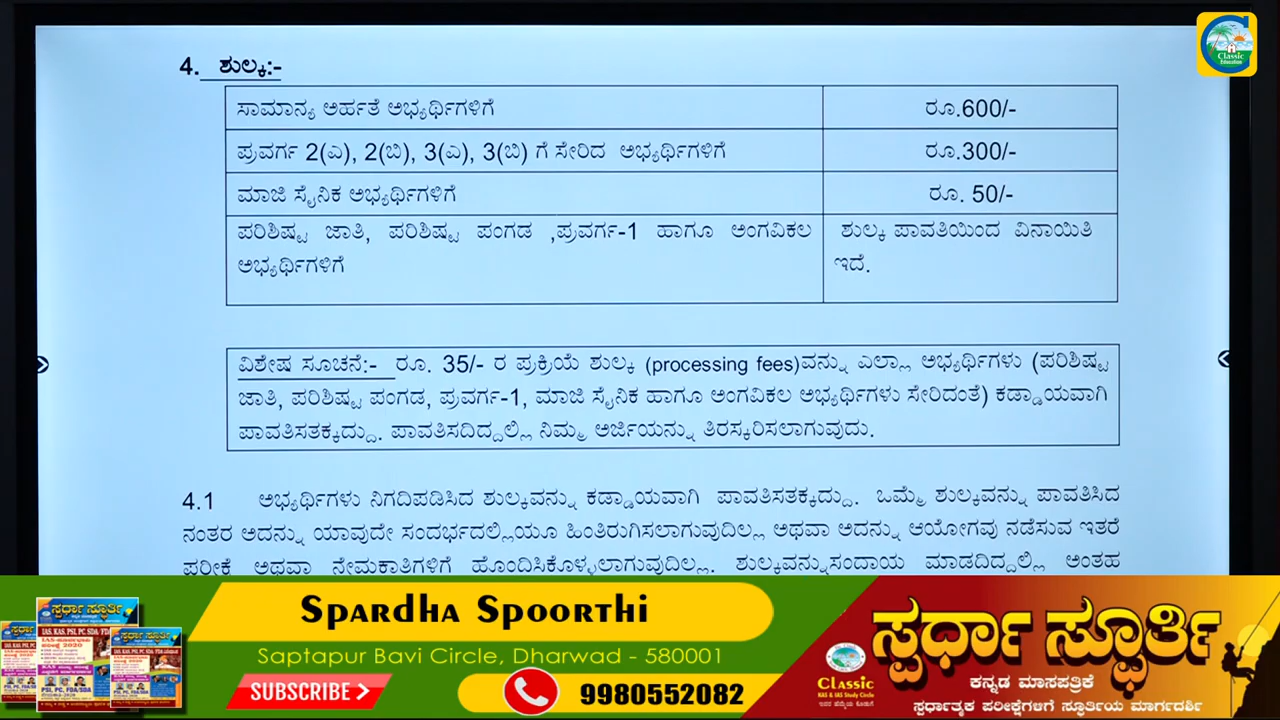 Classic
Education
4. ಶುಲ್ಕ:-
ಸಾಮಾನ್ಯ ಅರ್ಹತೆ ಅಭ್ಯರ್ಥಿಗಳಿಗೆ ರೂ.600/-
ಪ್ರವರ್ಗ 2(ಎ), 2(ಬಿ), 3(ಎ), 3(ಬಿ) ಗೆ ಸೇರಿದ ಅಭ್ಯರ್ಥಿಗಳಿಗೆ ರೂ.300/-
ಮಾಜಿ ಸೈನಿಕ ಅಭ್ಯರ್ಥಿಗಳಿಗೆ ರೂ. 50/-
ಪರಿಶಿಷ್ಟ ಜಾತಿ, ಪರಿಶಿಷ್ಟ ಪಂಗಡ ,ಪ್ರವರ್ಗ-1 ಹಾಗೂ ಅಂಗವಿಕಲ ಶುಲ್ಕ ಪಾವತಿಯಿಂದ ವಿನಾಯಿತಿ
ಅಭ್ಯರ್ಥಿಗಳಿಗೆ ಇದೆ.
ವಿಶೇಷ ಸೂಚನೆ:- ರೂ. 35/- ರ ಪ್ರಕ್ರಿಯೆ ಶುಲ್ಕ (processing fees)ವನ್ನು ಎಲ್ಲಾ ಅಭ್ಯರ್ಥಿಗಳು (ಪರಿಶಿಷ್ಟ
ಜಾತಿ, ಪರಿಶಿಷ್ಟ ಪಂಗಡ, ಪ್ರವರ್ಗ-1, ಮಾಜಿ ಸೈನಿಕ ಹಾಗೂ ಅಂಗವಿಕಲ ಅಭ್ಯರ್ಥಿಗಳು ಸೇರಿದಂತೆ) ಕಡ್ಡಾಯವಾಗಿ
ಪಾವತಿಸತಕ್ಕದ್ದು. ಪಾವತಿಸದಿದ್ದಲ್ಲಿ ನಿಮ್ಮ ಅರ್ಜಿಯನ್ನು ತಿರಸ್ಕರಿಸಲಾಗುವುದು.
4.1 ಅಭ್ಯರ್ಥಿಗಳು ನಿಗದಿಪಡಿಸಿದ ಶುಲ್ಕವನ್ನು ಕಡ್ಡಾಯವಾಗಿ ಪಾವತಿಸತಕ್ಕದ್ದು. ಒಮ್ಮೆ ಶುಲ್ಕವನ್ನು ಪಾವತಿಸಿದ
ನಂತರ ಅದನ್ನು ಯಾವುದೇ ಸಂದರ್ಭದಲ್ಲಿಯೂ ಹಿಂತಿರುಗಿಸಲಾಗುವುದಿಲ್ಲ ಅಥವಾ ಅದನ್ನು ಆಯೋಗವು ನಡೆಸುವ ಇತರೆ
ಪರೀಕ್ಷೆ ಅಥವಾ ನೇಮಕಾತಿಗಳಿಗೆ ಹೊಂದಿಸಿಕೊಳ್ಳಲಾಗುವುದಿಲ್ಲ. ಶುಲ್ಕವನ್ನುಸಂದಾಯ ಮಾಡದಿದ್ದಲ್ಲಿ ಅಂತಹ
Spardha Spoorthi
Saptapur Bavi Circle, Dharwad - 580001
SUBSCRIBE
9980552082
Classic
NAS & IAS Study Circle
ಸ್ಪರ್ಧಾ ಸ್ಫೂರ್ತಿ
ಕನ್ನಡ ಮಾಸಪತ್ರಿಕೆ
ಸ್ಪರ್ಧಾತ್ಮಕ ಪರೀಕ್ಷೆಗಳಿಗೆ ಸ್ಫೂರ್ತಿಯ ಮಾರ್ಗದರ್ಶಿ